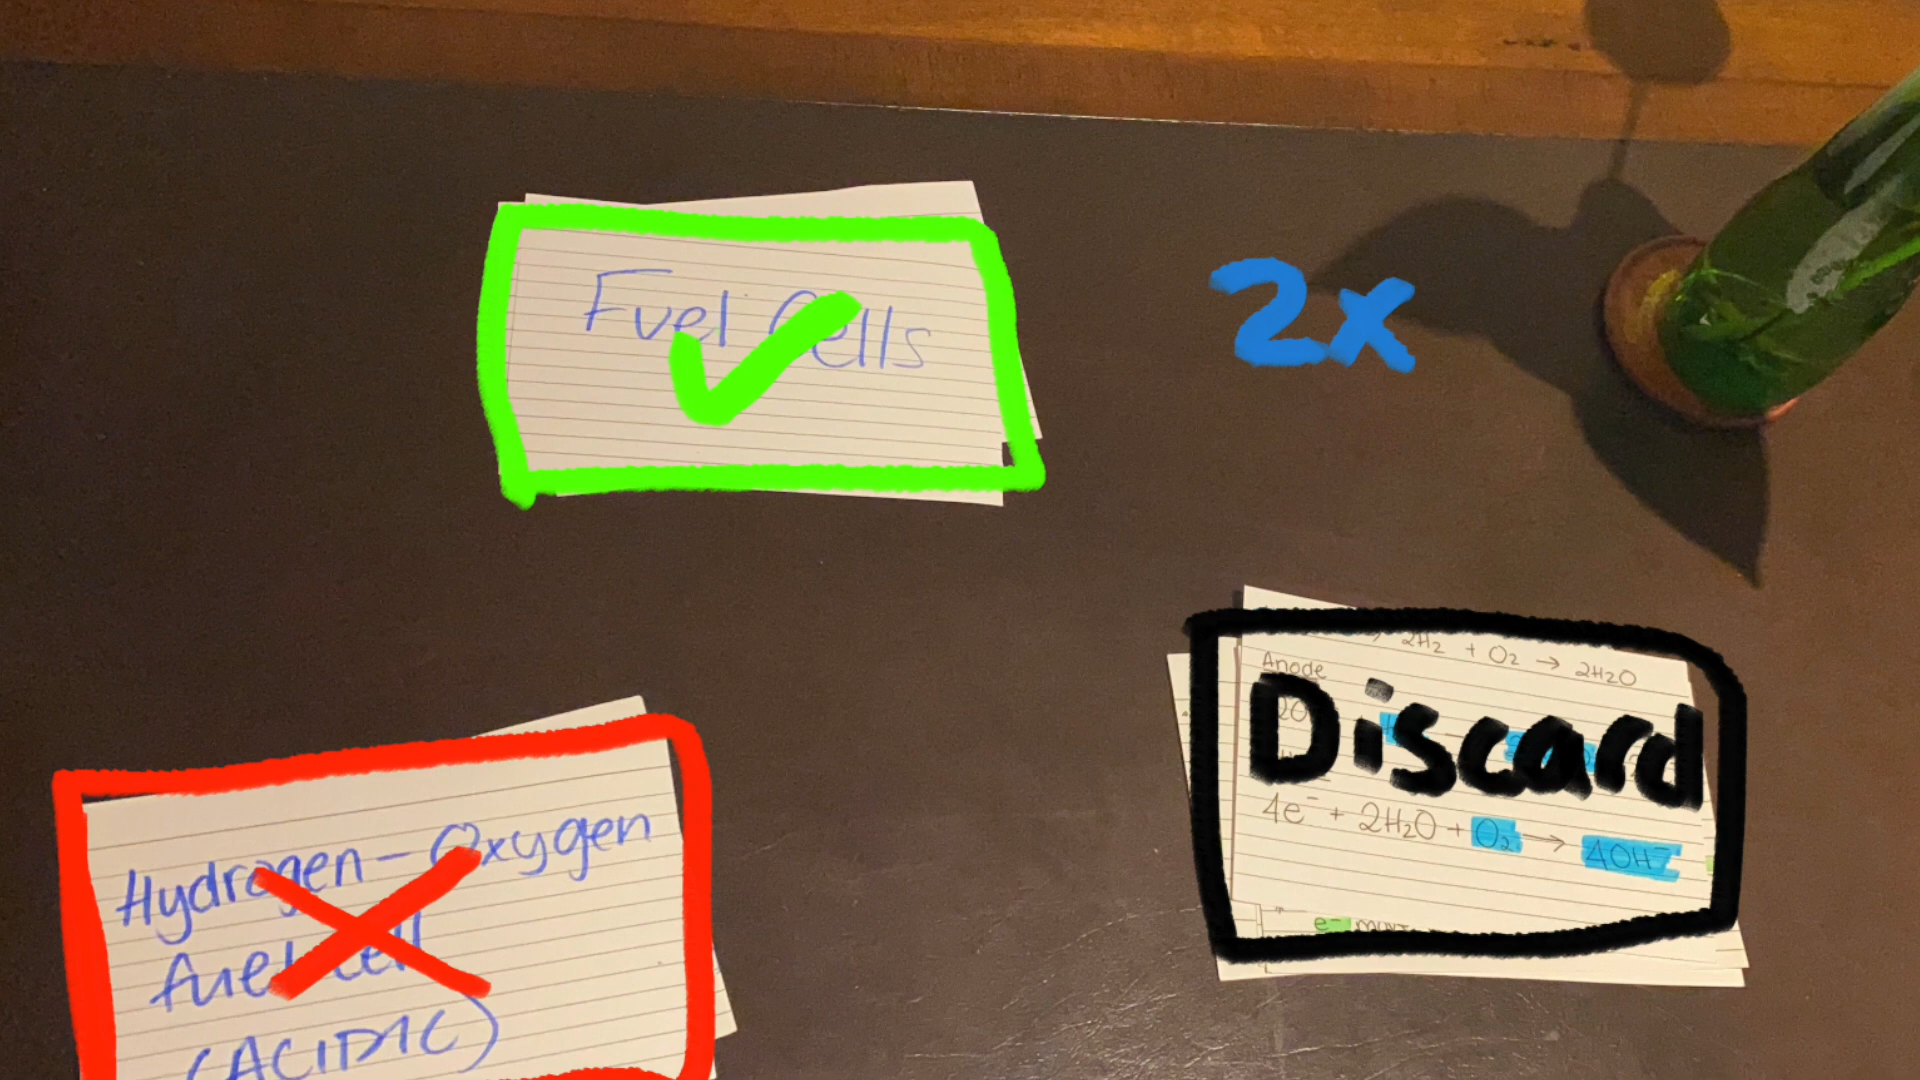 Fuel Cells
2x
→ 2H₂ + O₂ → 2H₂O
Anode
Discard
4e⁻ + 2H₂O + O₂ → 4OH⁻
e⁻
Hydrogen – Oxygen
fuel cell
(ACIDIC)